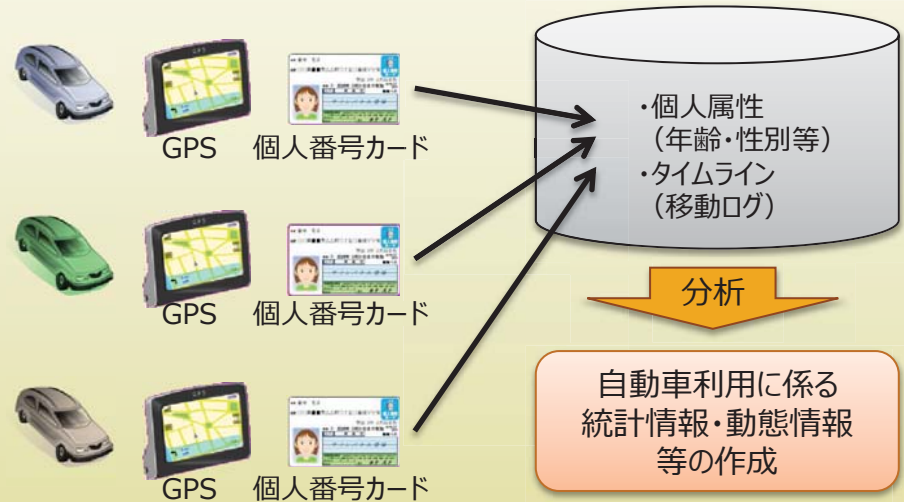 GPS 個人番号カード
GPS 個人番号カード
GPS 個人番号カード
・個人属性
（年齢・性別等）
・タイムライン
（移動ログ）
分析
自動車利用に係る
統計情報・動態情報
等の作成